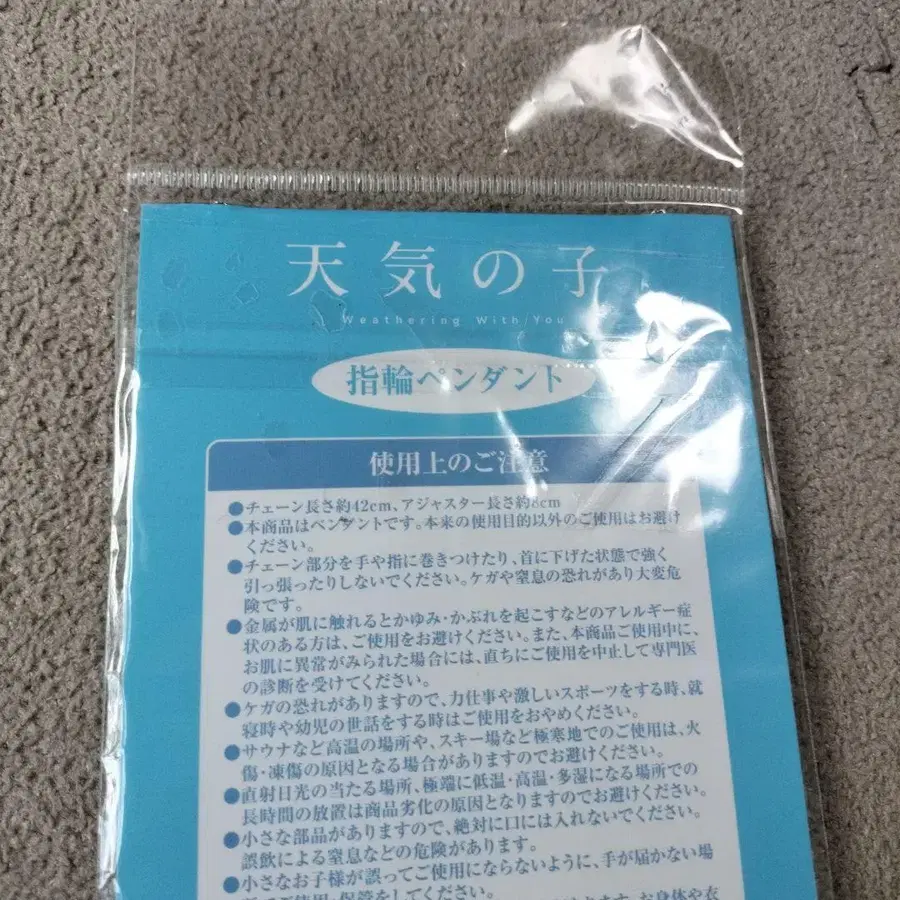 天気の子
Weathering With You
指輪ペンダント
使用上のご注意
●チェーン長さ約42cm、アジャスター長さ約8cm
●本商品はペンダントです。本来の使用目的以外のご使用はお避け
ください。
●チェーン部分を手や指に巻きつけたり、首に下げた状態で強く
引っ張ったりしないでください。ケガや窒息の恐れがあり大変危
険です。
●金属が肌に触れるとかゆみ・かぶれを起こすなどのアレルギー症
状のある方は、ご使用をお避けください。また、本商品ご使用中に、
お肌に異常がみられた場合には、直ちにご使用を中止して専門医
の診断を受けてください。
●ケガの恐れがありますので、力仕事や激しいスポーツをする時、就
寝時や幼児の世話をする時はご使用をおやめください。
●サウナなど高温の場所や、スキー場など極寒地でのご使用は、火
傷・凍傷の原因となる場合がありますのでお避けください。
●直射日光の当たる場所、極端に低温・高温・多湿になる場所での
長時間の放置は商品劣化の原因となりますのでお避けください。
●小さな部品がありますので、絶対に口には入れないでください。
誤飲による窒息などの危険があります。
●小さなお子様が誤ってご使用にならないように、手が届かない場
所でご使用・保管をしてください。
ます。お身体や衣